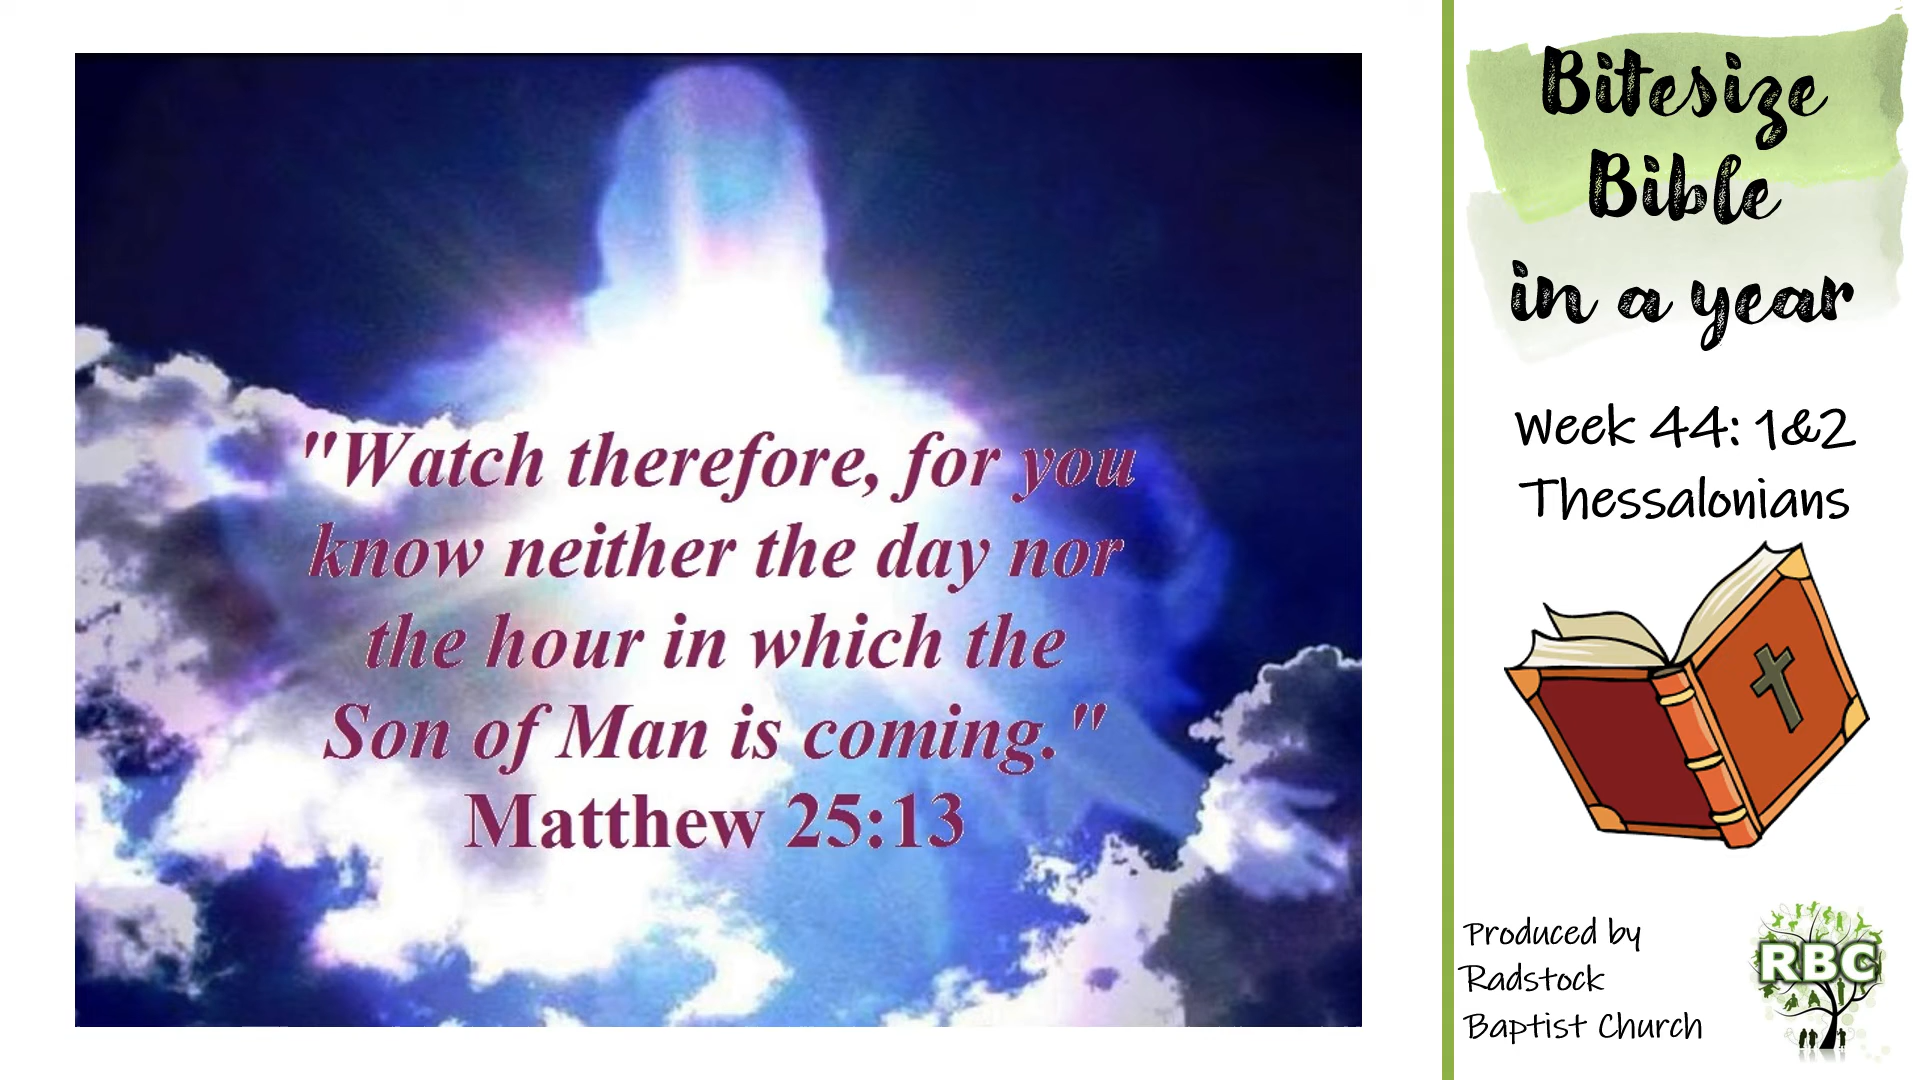 "Watch therefore, for you
know neither the day nor
the hour in which the
Son of Man is coming."
Matthew 25:13
Bitesize
Bible
in a year
Week 44: 1&2
Thessalonians
Produced by
Radstock
Baptist Church
RBC